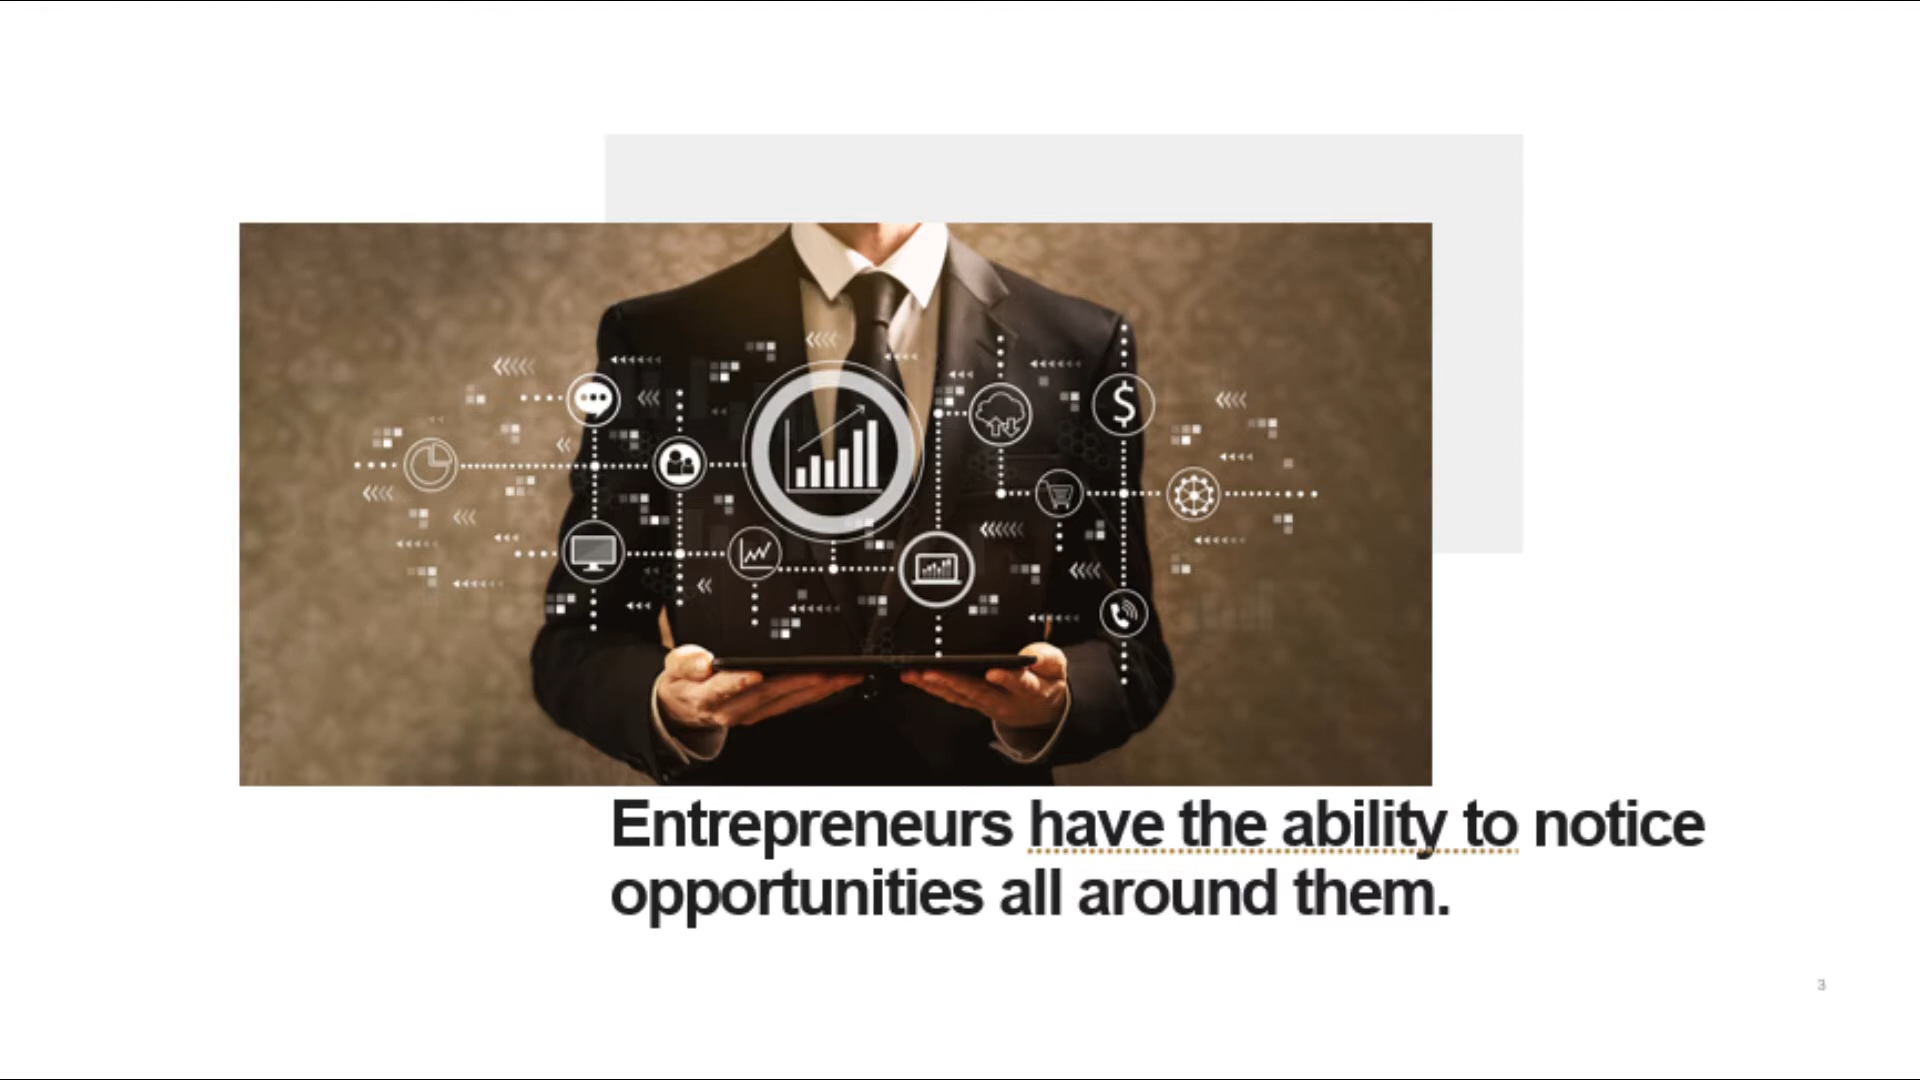 $
Entrepreneurs have the ability to notice
opportunities all around them.
3